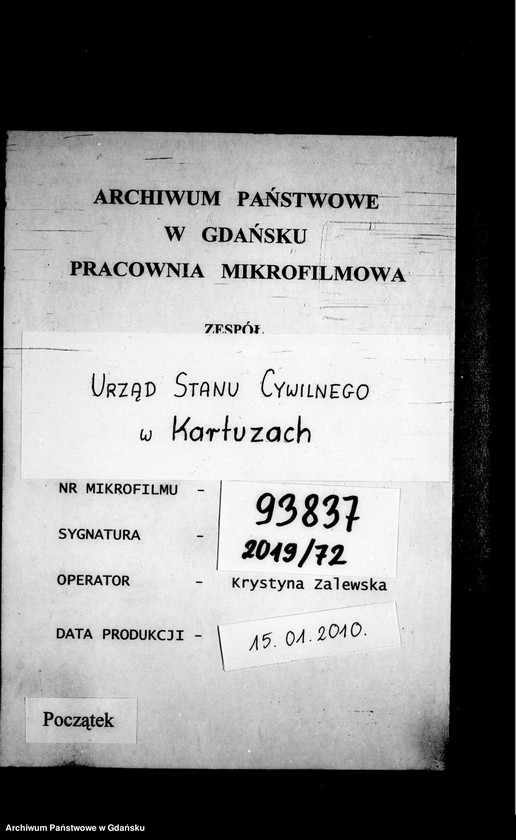 ARCHIWUM PAŃSTWOWE
W GDAŃSKU
PRACOWNIA MIKROFILMOWA
ZESPÓŁ
URZĄD STANU CYWILNEGO
w Kartuzach
NR MIKROFILMU - 93837
SYGNATURA - 2019/72
OPERATOR - Krystyna Zalewska
DATA PRODUKCJI - 15.01.2010.
Początek
Archiwum Państwowe w Gdańsku